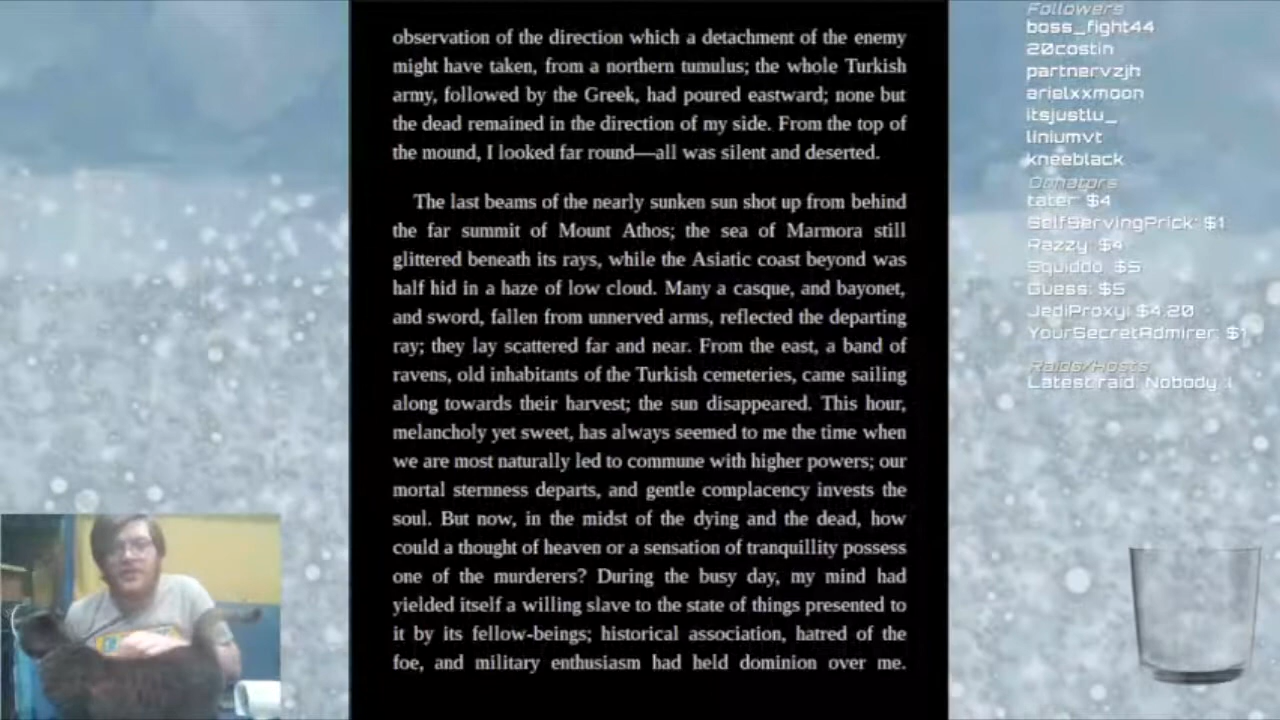 observation of the direction which a detachment of the enemy
might have taken, from a northern tumulus; the whole Turkish
army, followed by the Greek, had poured eastward; none but
the dead remained in the direction of my side. From the top of
the mound, I looked far round—all was silent and deserted.
The last beams of the nearly sunken sun shot up from behind
the far summit of Mount Athos; the sea of Marmora still
glittered beneath its rays, while the Asiatic coast beyond was
half hid in a haze of low cloud. Many a casque, and bayonet,
and sword, fallen from unnerved arms, reflected the departing
ray; they lay scattered far and near. From the east, a band of
ravens, old inhabitants of the Turkish cemeteries, came sailing
along towards their harvest; the sun disappeared. This hour,
melancholy yet sweet, has always seemed to me the time when
we are most naturally led to commune with higher powers; our
mortal sternness departs, and gentle complacency invests the
soul. But now, in the midst of the dying and the dead, how
could a thought of heaven or a sensation of tranquillity possess
one of the murderers? During the busy day, my mind had
yielded itself a willing slave to the state of things presented to
it by its fellow-beings; historical association, hatred of the
foe, and military enthusiasm had held dominion over me.
Followers
boss_fight44
20costin
partnervzjh
arielxxmoon
itsjustlu_
liniumvt
kneeblack
Donators
tater: $4
SelfServingPrick: $1
Razzy: $4
Squiddo: $5
Guess: $5
JediProxy: $4.20
YourSecretAdmirer: $1
Raids/Hosts
Latest raid: Nobody :(